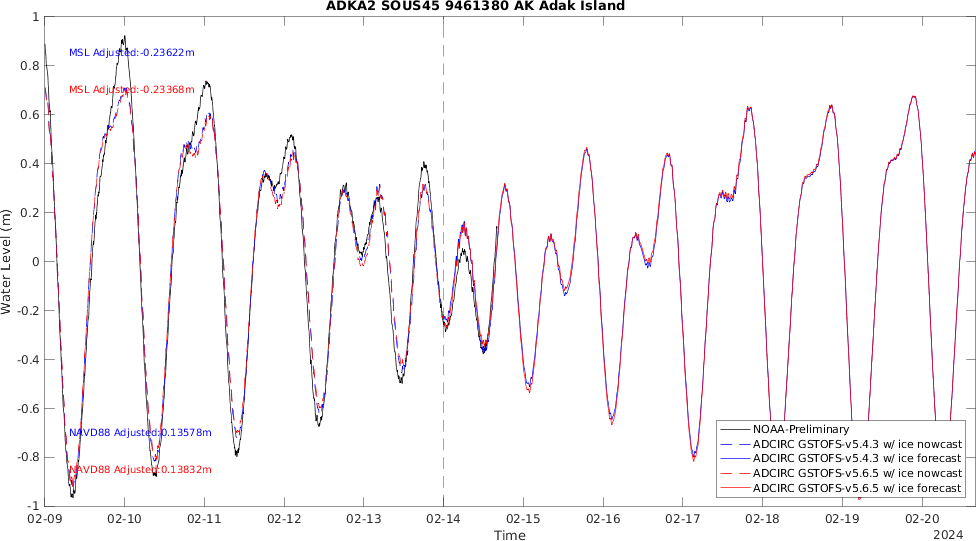 ADKA2 SOUS45 9461380 AK Adak Island
MSL Adjusted:-0.23622m
MSL Adjusted:-0.23368m
NAVD88 Adjusted:0.13578m
NAVD88 Adjusted:0.13832m
Water Level (m)
1
0.8
0.6
0.4
0.2
0
-0.2
-0.4
-0.6
-0.8
-1
NOAA-Preliminary
ADCIRC GSTOFS-v5.4.3 w/ ice nowcast
ADCIRC GSTOFS-v5.4.3 w/ ice forecast
ADCIRC GSTOFS-v5.6.5 w/ ice nowcast
ADCIRC GSTOFS-v5.6.5 w/ ice forecast
02-09 02-10 02-11 02-12 02-13 02-14 02-15 02-16 02-17 02-18 02-19 02-20
Time
2024